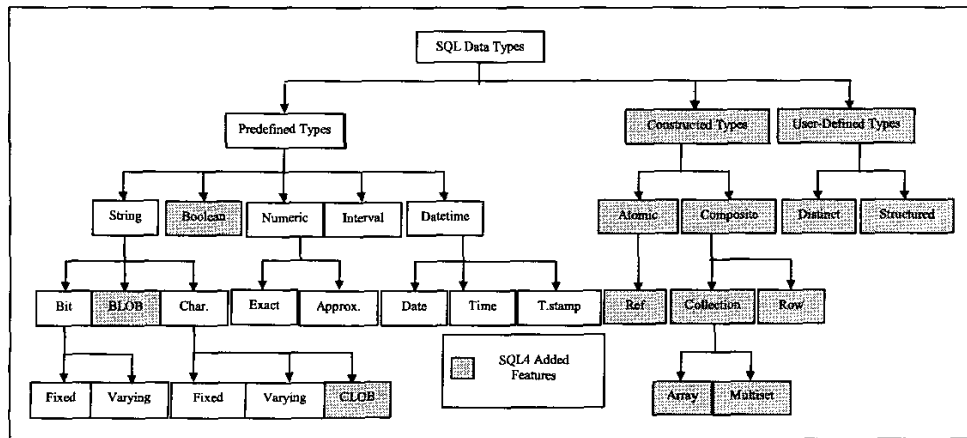 SQL Data Types
Predefined Types
Constructed Types
User-Defined Types
String
Boolean
Numeric
Interval
Datetime
Atomic
Composite
Distinct
Structured
Bit
BLOB
Char.
Exact
Approx.
Date
Time
T.stamp
Ref
Collection
Row
SQL4 Added
Features
Fixed
Varying
Fixed
Varying
CLOB
Array
Multiset